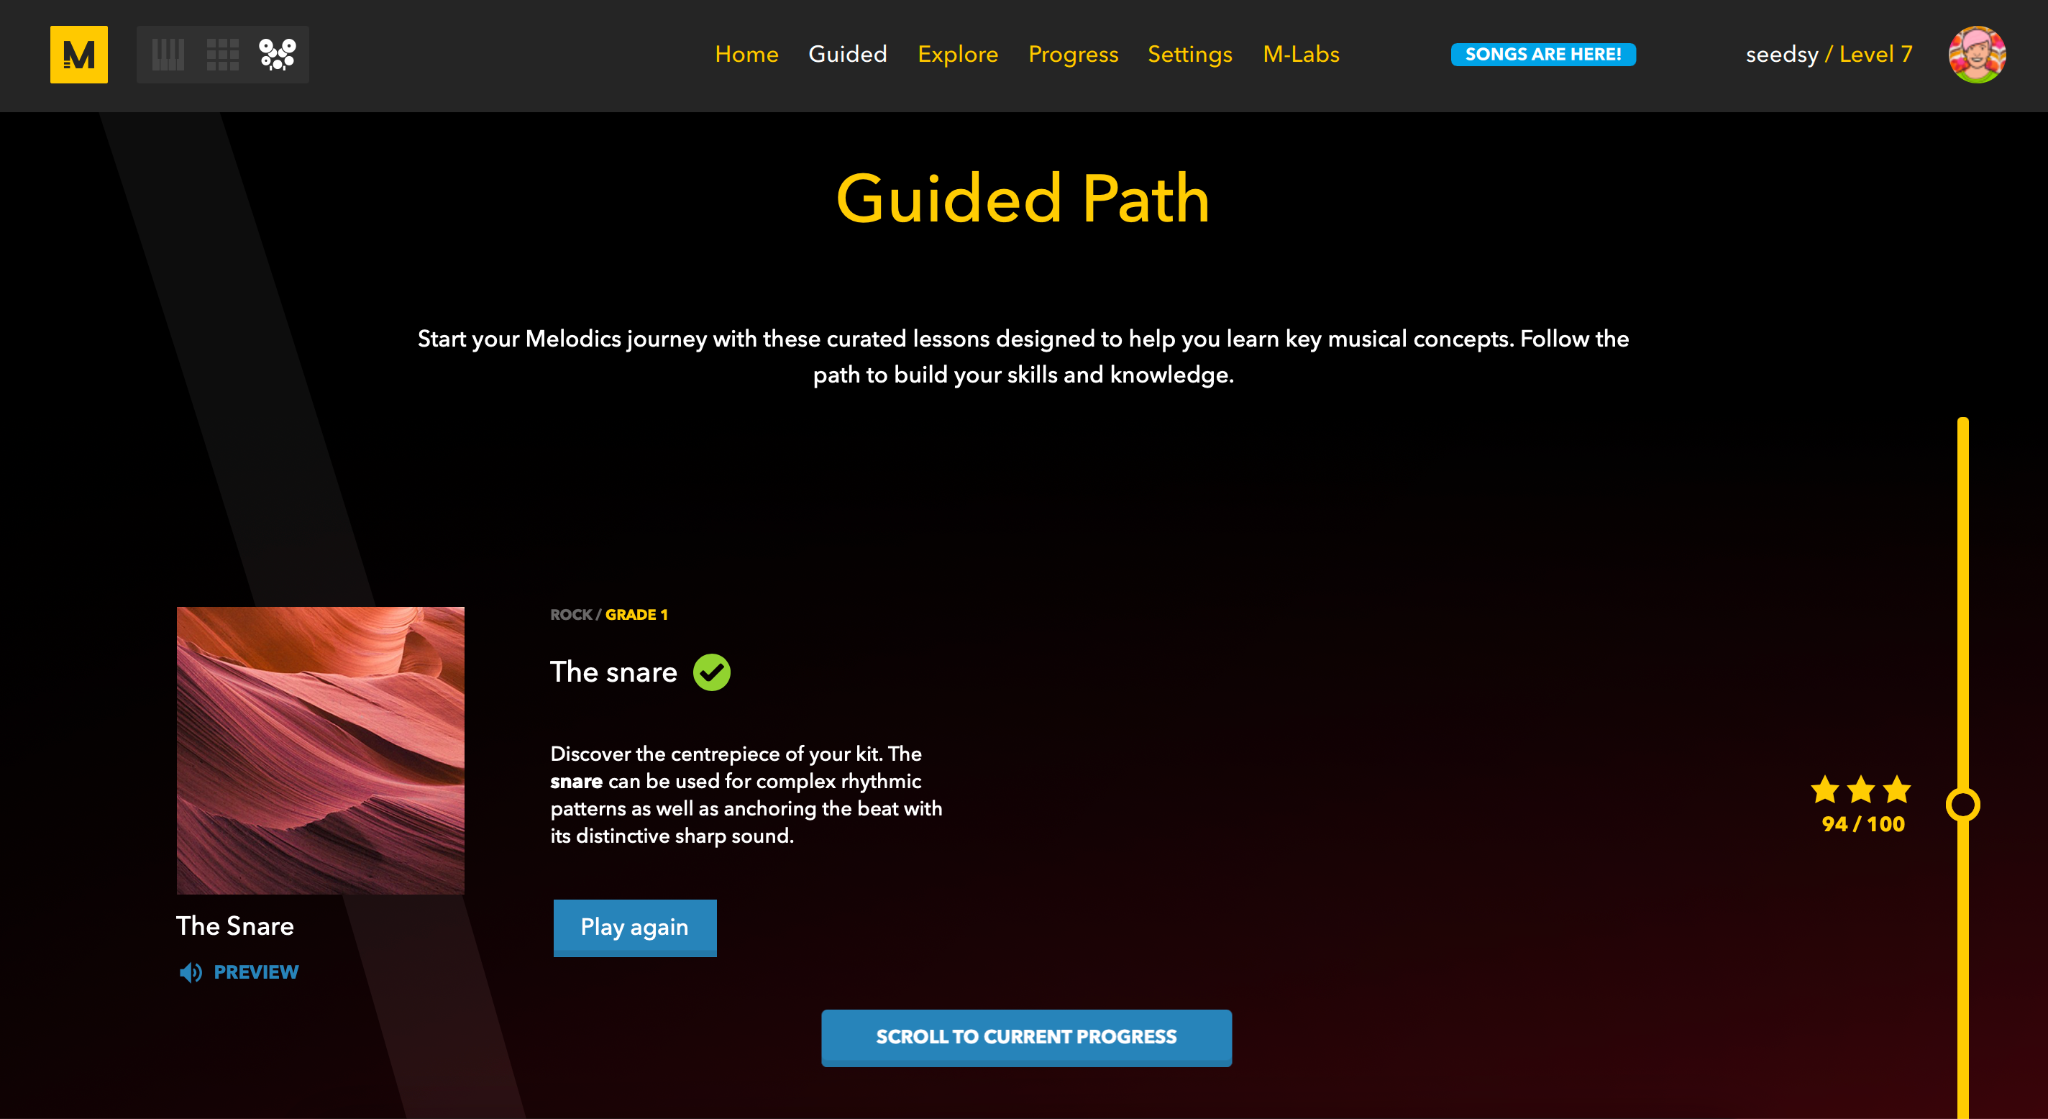 M
Home
Guided
Explore
Progress
Settings
M-Labs
SONGS ARE HERE!
seedsy / Level 7
Guided Path
Start your Melodics journey with these curated lessons designed to help you learn key musical concepts. Follow the
path to build your skills and knowledge.
ROCK / GRADE 1
The snare
Discover the centrepiece of your kit. The
snare can be used for complex rhythmic
patterns as well as anchoring the beat with
its distinctive sharp sound.
94 / 100
Play again
The Snare
PREVIEW
SCROLL TO CURRENT PROGRESS